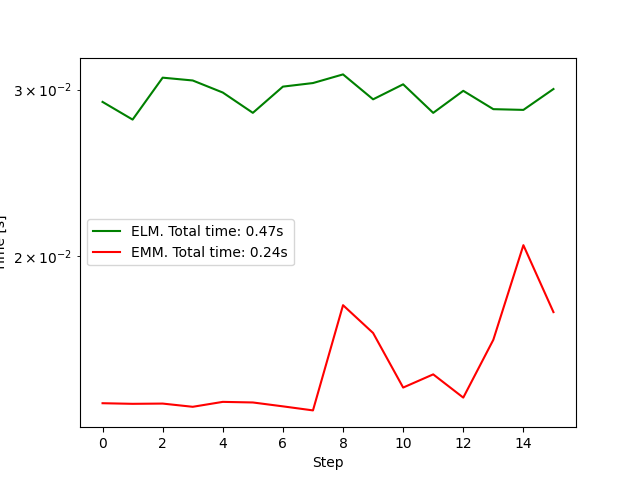 3 × 10⁻²
2 × 10⁻²
Time [s]
ELM. Total time: 0.47s
EMM. Total time: 0.24s
0 2 4 6 8 10 12 14
Step